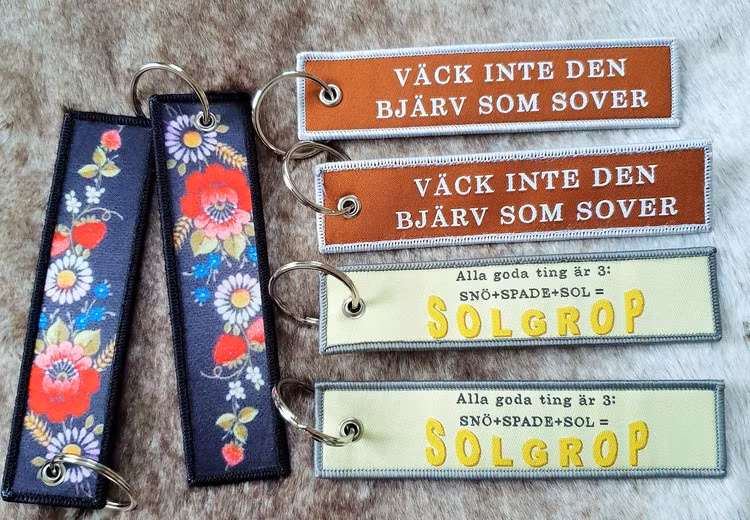 VÄCK INTE DEN
BJÄRV SOM SOVER
VÄCK INTE DEN
BJÄRV SOM SOVER
Alla goda ting är 3:
SNÖ+SPADE+SOL =
SOLGROP
Alla goda ting är 3:
SNÖ+SPADE+SOL =
SOLGROP